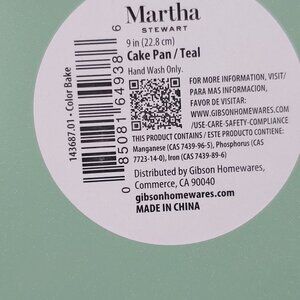 Martha
STEWART
9 in (22.8 cm)
Cake Pan / Teal
Hand Wash Only.
143687.01 - Color Bake
0 85081 64938 6
FOR MORE INFORMATION, VISIT/
PARA MAS INFORMACION,
FAVOR DE VISITAR:
WWW.GIBSONHOMEWARES.COM
/USE-CARE-SAFETY-COMPLIANCE
THIS PRODUCT CONTAINS / ESTE PRODUCTO CONTIENE:
Manganese (CAS 7439-96-5), Phosphorus (CAS
7723-14-0), Iron (CAS 7439-89-6)
Distributed by Gibson Homewares,
Commerce, CA 90040
gibsonhomewares.com
MADE IN CHINA